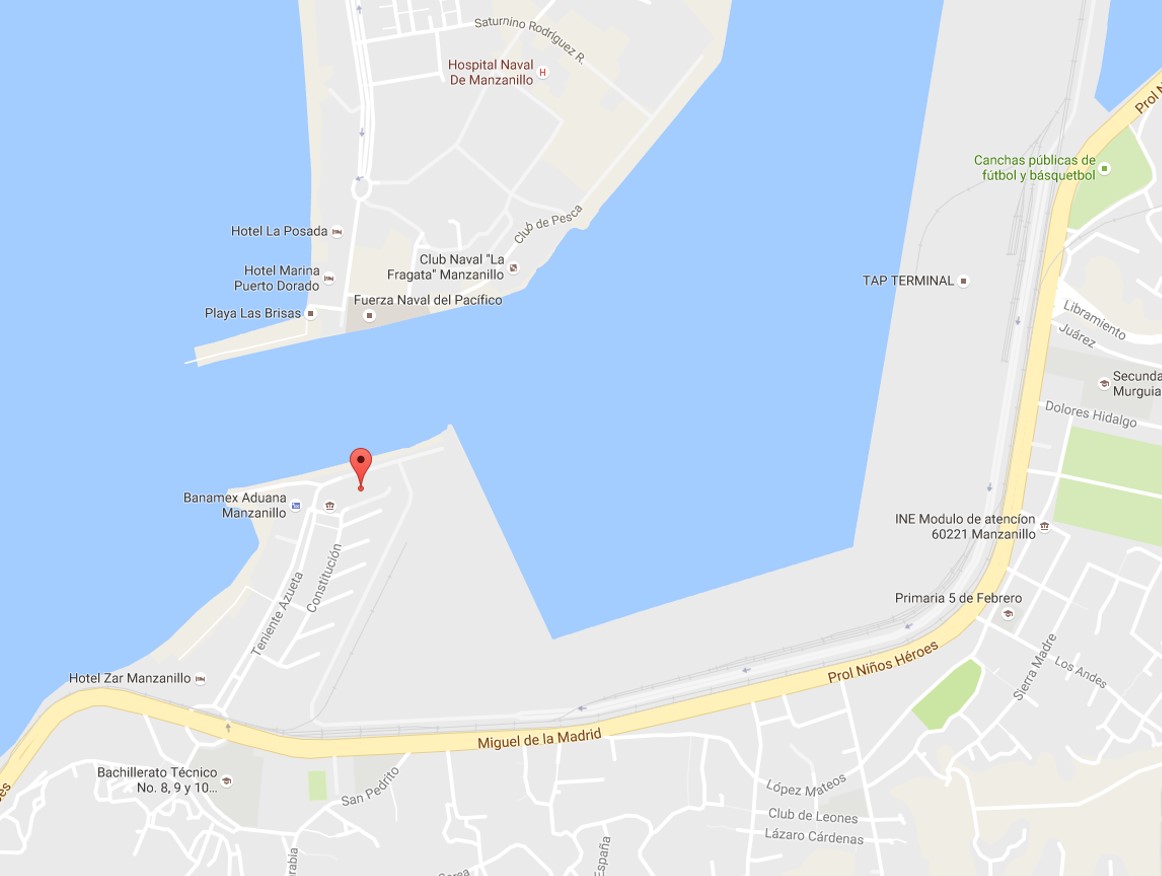 Saturnino Rodríguez R.
Hospital Naval
De Manzanillo
H
Prol N
Canchas públicas de
fútbol y básquetbol
Hotel La Posada
Club de Pesca
Club Naval "La
Fragata" Manzanillo
Hotel Marina
Puerto Dorado
TAP TERMINAL
Fuerza Naval del Pacífico
Playa Las Brisas
Libramiento
Juárez
Secunda
Murguia
Dolores Hidalgo
Banamex Aduana
Manzanillo
INE Modulo de atencíon
60221 Manzanillo
Constitución
Teniente Azueta
Primaria 5 de Febrero
Prol Niños Héroes
Sierra Madre
Los Andes
Hotel Zar Manzanillo
Miguel de la Madrid
Bachillerato Técnico
No. 8, 9 y 10...
San Pedrito
López Mateos
Club de Leones
Lázaro Cárdenas
España
arabia
es